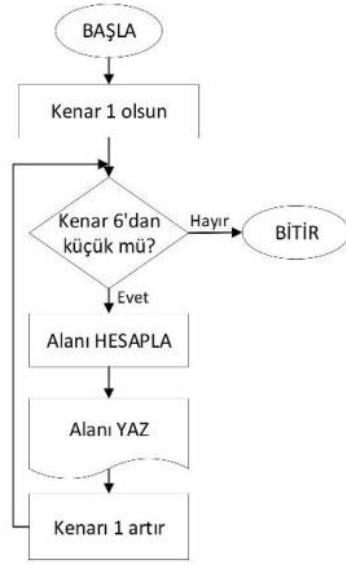 BAŞLA
Kenar 1 olsun
Kenar 6'dan
küçük mü?
Hayır
BİTİR
Evet
Alanı HESAPLA
Alanı YAZ
Kenarı 1 artır